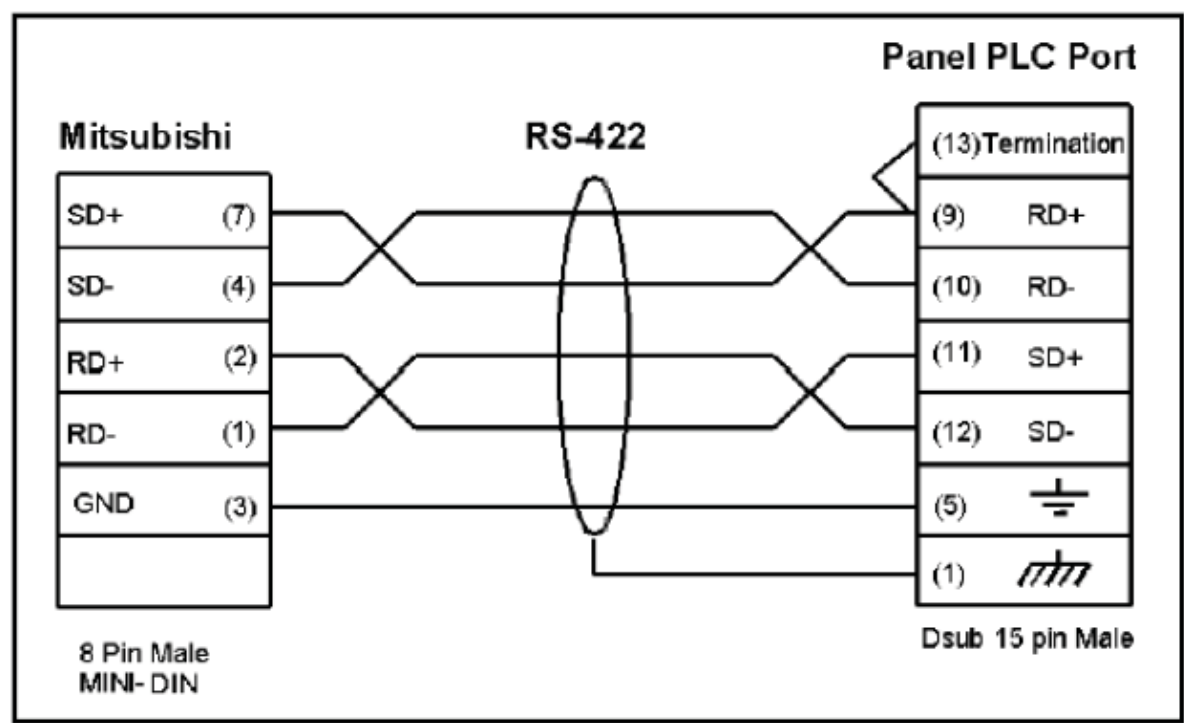 Panel PLC Port
Mitsubishi
RS-422
(13)Termination
SD+ (7)
(9) RD+
SD- (4)
(10) RD-
RD+ (2)
(11) SD+
RD- (1)
(12) SD-
GND (3)
(5)
(1)
8 Pin Male
MINI- DIN
Dsub 15 pin Male